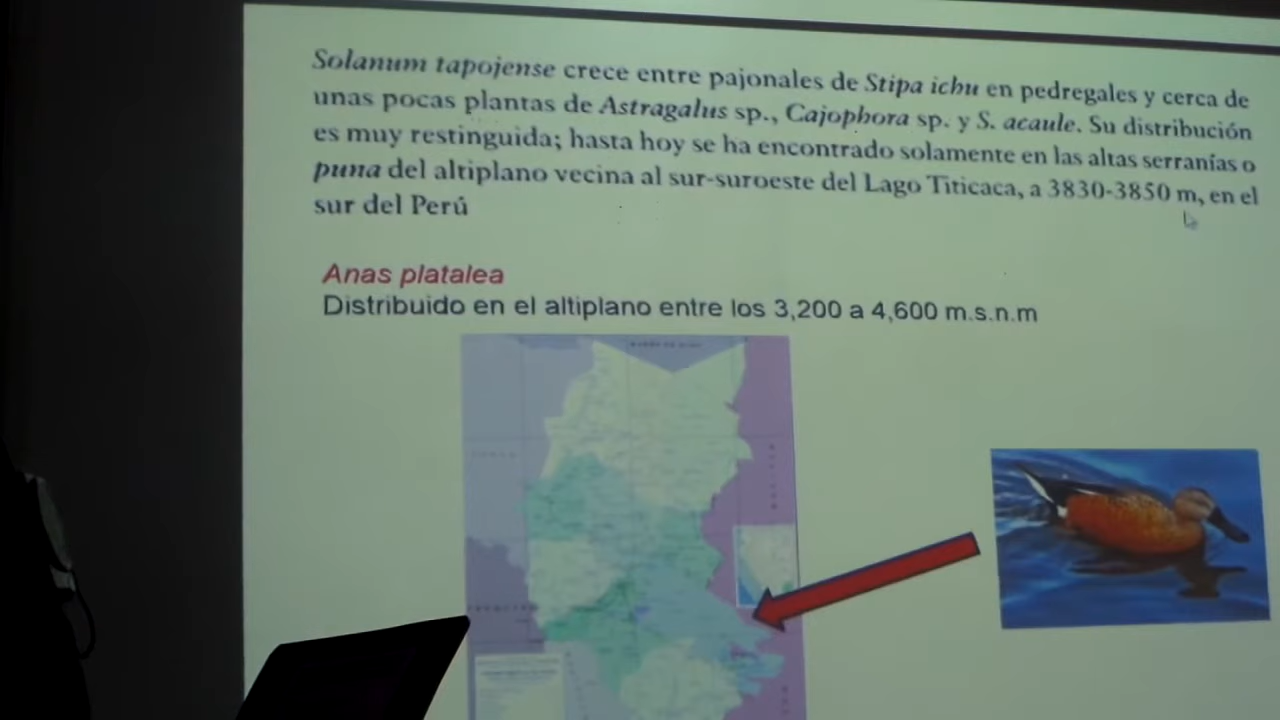 Solanum tapojense crece entre pajonales de Stipa ichu en pedregales y cerca de
unas pocas plantas de Astragalus sp., Cajophora sp. y S. acaule. Su distribución
es muy restinguida; hasta hoy se ha encontrado solamente en las altas serranías o
puna del altiplano vecina al sur-suroeste del Lago Titicaca, a 3830-3850 m, en el
sur del Perú
Anas platalea
Distribuido en el altiplano entre los 3,200 a 4,600 m.s.n.m